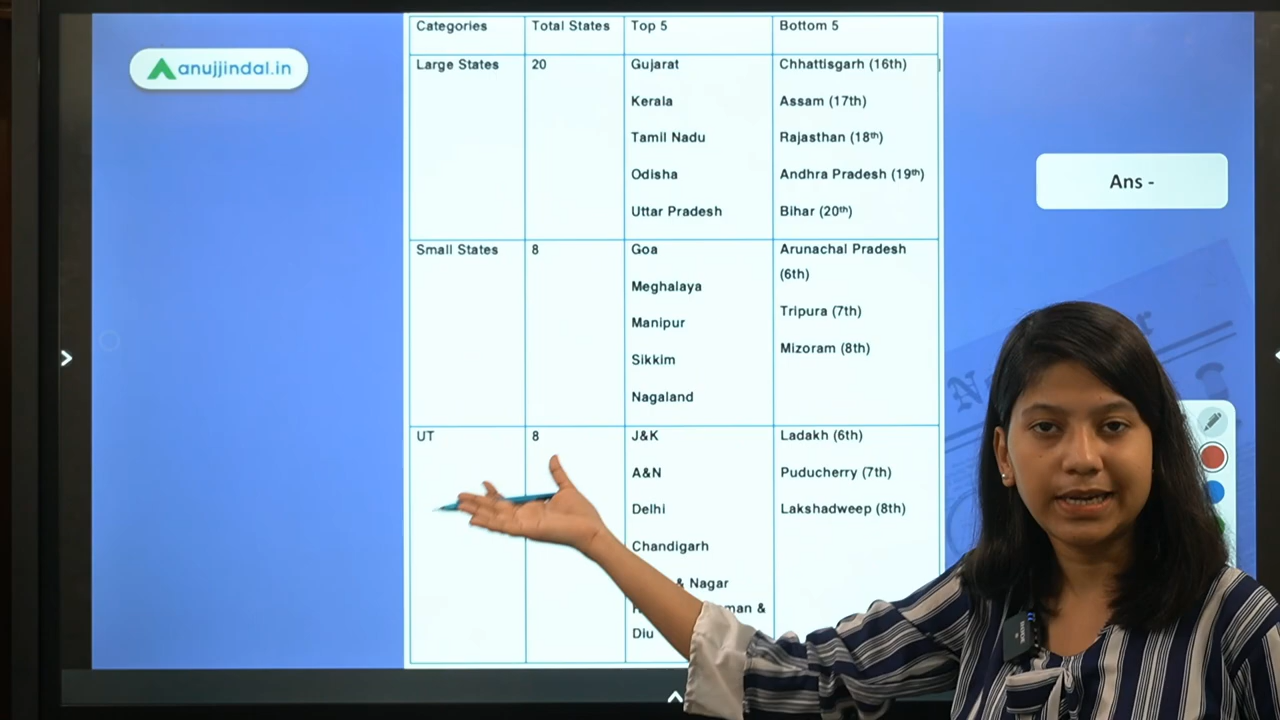 anujjindal.in
Categories Total States Top 5 Bottom 5
Large States 20 Gujarat Chhattisgarh (16th)
Kerala Assam (17th)
Tamil Nadu Rajasthan (18th)
Odisha Andhra Pradesh (19th)
Uttar Pradesh Bihar (20th)
Small States 8 Goa Arunachal Pradesh
(6th)
Meghalaya
Tripura (7th)
Manipur
Mizoram (8th)
Sikkim
Nagaland
UT 8 J&K Ladakh (6th)
A&N Puducherry (7th)
Delhi Lakshadweep (8th)
Chandigarh
& Nagar
&
Diu
Ans -